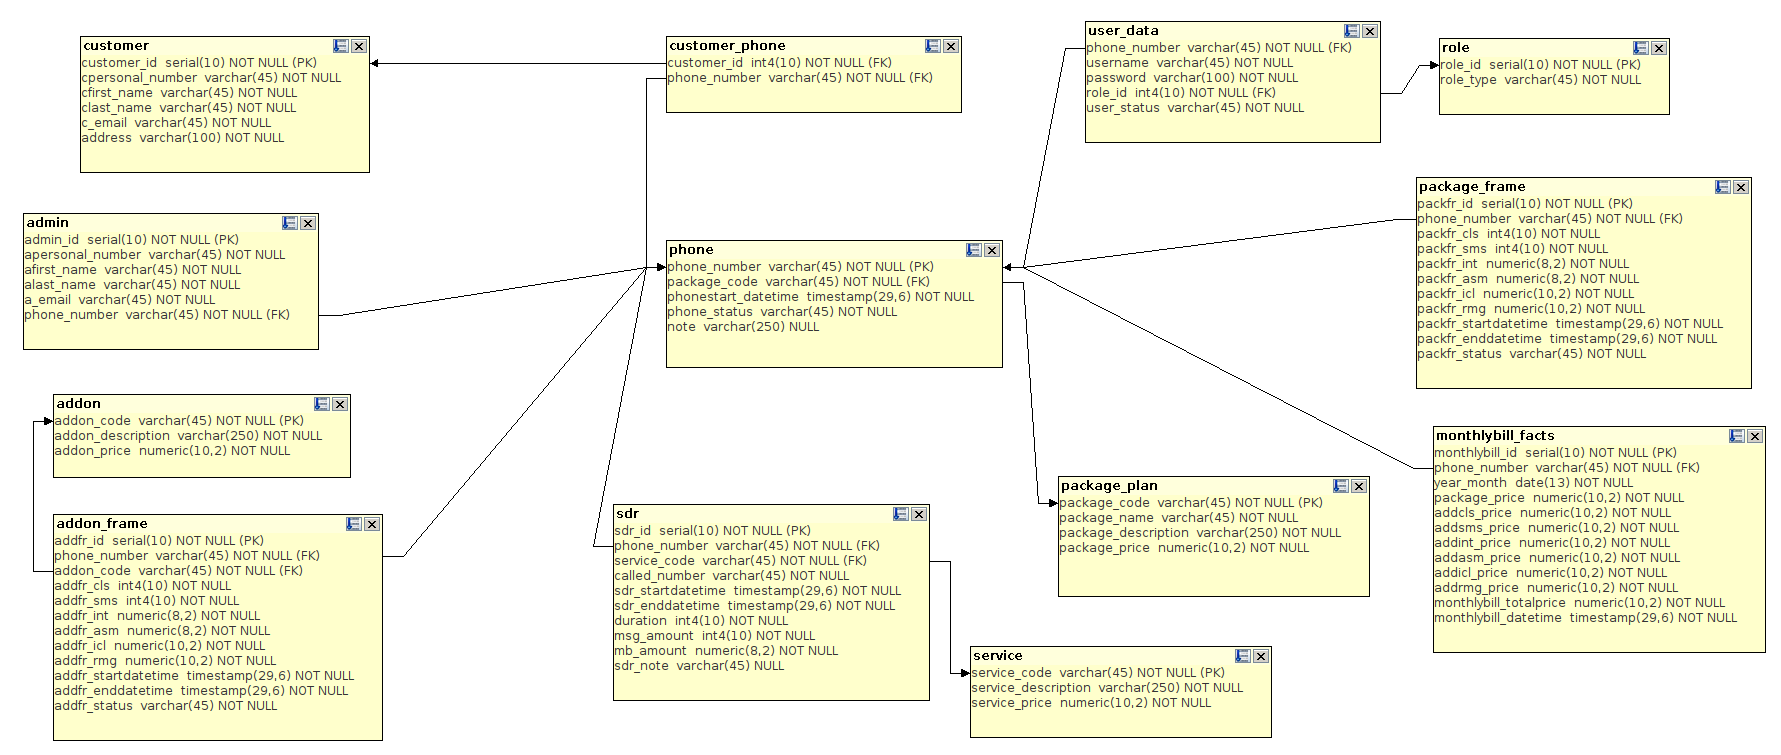 customer
customer_id serial(10) NOT NULL (PK)
cpersonal_number varchar(45) NOT NULL
cfirst_name varchar(45) NOT NULL
clast_name varchar(45) NOT NULL
c_email varchar(45) NOT NULL
address varchar(100) NOT NULL
customer_phone
customer_id int4(10) NOT NULL (FK)
phone_number varchar(45) NOT NULL (FK)
user_data
phone_number varchar(45) NOT NULL (FK)
username varchar(45) NOT NULL
password varchar(100) NOT NULL
role_id int4(10) NOT NULL (FK)
user_status varchar(45) NOT NULL
role
role_id serial(10) NOT NULL (PK)
role_type varchar(45) NOT NULL
admin
admin_id serial(10) NOT NULL (PK)
apersonal_number varchar(45) NOT NULL
afirst_name varchar(45) NOT NULL
alast_name varchar(45) NOT NULL
a_email varchar(45) NOT NULL
phone_number varchar(45) NOT NULL (FK)
phone
phone_number varchar(45) NOT NULL (PK)
package_code varchar(45) NOT NULL (FK)
phonestart_datetime timestamp(29,6) NOT NULL
phone_status varchar(45) NOT NULL
note varchar(250) NULL
package_frame
packfr_id serial(10) NOT NULL (PK)
phone_number varchar(45) NOT NULL (FK)
packfr_cls int4(10) NOT NULL
packfr_sms int4(10) NOT NULL
packfr_int numeric(8,2) NOT NULL
packfr_asm numeric(8,2) NOT NULL
packfr_icl numeric(10,2) NOT NULL
packfr_rmg numeric(10,2) NOT NULL
packfr_startdatetime timestamp(29,6) NOT NULL
packfr_enddatetime timestamp(29,6) NOT NULL
packfr_status varchar(45) NOT NULL
addon
addon_code varchar(45) NOT NULL (PK)
addon_description varchar(250) NOT NULL
addon_price numeric(10,2) NOT NULL
addon_frame
addfr_id serial(10) NOT NULL (PK)
phone_number varchar(45) NOT NULL (FK)
addon_code varchar(45) NOT NULL (FK)
addfr_cls int4(10) NOT NULL
addfr_sms int4(10) NOT NULL
addfr_int numeric(8,2) NOT NULL
addfr_asm numeric(8,2) NOT NULL
addfr_icl numeric(10,2) NOT NULL
addfr_rmg numeric(10,2) NOT NULL
addfr_startdatetime timestamp(29,6) NOT NULL
addfr_enddatetime timestamp(29,6) NOT NULL
addfr_status varchar(45) NOT NULL
sdr
sdr_id serial(10) NOT NULL (PK)
phone_number varchar(45) NOT NULL (FK)
service_code varchar(45) NOT NULL (FK)
called_number varchar(45) NOT NULL
sdr_startdatetime timestamp(29,6) NOT NULL
sdr_enddatetime timestamp(29,6) NOT NULL
duration int4(10) NOT NULL
msg_amount int4(10) NOT NULL
mb_amount numeric(8,2) NOT NULL
sdr_note varchar(45) NULL
package_plan
package_code varchar(45) NOT NULL (PK)
package_name varchar(45) NOT NULL
package_description varchar(250) NOT NULL
package_price numeric(10,2) NOT NULL
service
service_code varchar(45) NOT NULL (PK)
service_description varchar(250) NOT NULL
service_price numeric(10,2) NOT NULL
monthlybill_facts
monthlybill_id serial(10) NOT NULL (PK)
phone_number varchar(45) NOT NULL (FK)
year_month date(13) NOT NULL
package_price numeric(10,2) NOT NULL
addcls_price numeric(10,2) NOT NULL
addsms_price numeric(10,2) NOT NULL
addint_price numeric(10,2) NOT NULL
addasm_price numeric(10,2) NOT NULL
addicl_price numeric(10,2) NOT NULL
addrmg_price numeric(10,2) NOT NULL
monthlybill_totalprice numeric(10,2) NOT NULL
monthlybill_datetime timestamp(29,6) NOT NULL